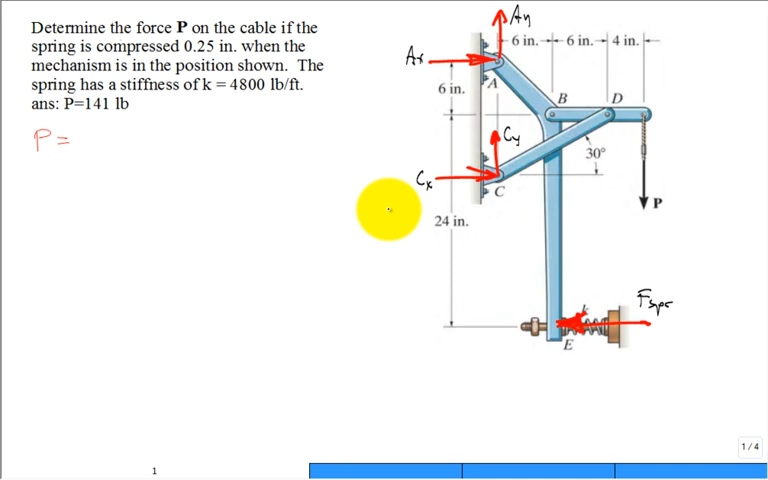 Determine the force P on the cable if the
spring is compressed 0.25 in. when the
mechanism is in the position shown. The
spring has a stiffness of k = 4800 lb/ft.
ans: P=141 lb
P =
Ay
6 in. 6 in. 4 in.
Ax
A
6 in.
B D
Cy
30°
Cx
C
P
24 in.
Fspr
k
E
1 / 4
1